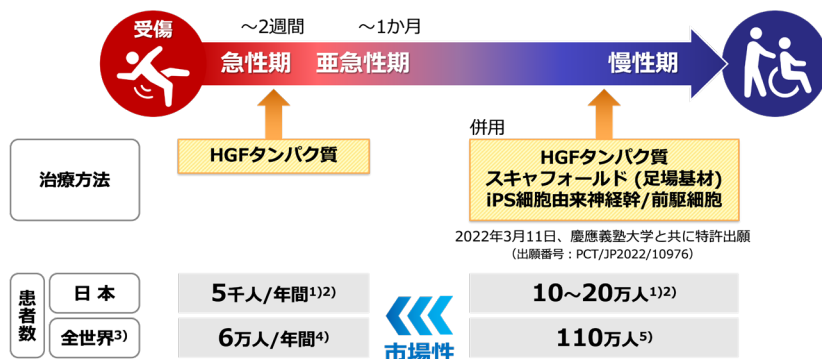 受傷
～2週間
～1か月
急性期
亜急性期
慢性期
併用
治療方法
HGFタンパク質
HGFタンパク質
スキャフォールド (足場基材)
iPS細胞由来神経幹/前駆細胞
2022年3月11日、慶應義塾大学と共に特許出願
(出願番号:PCT/JP2022/10976)
患者数
日本
5千人/年間1)2)
10～20万人1)2)
全世界3)
6万人/年間4)
110万人5)
市場性